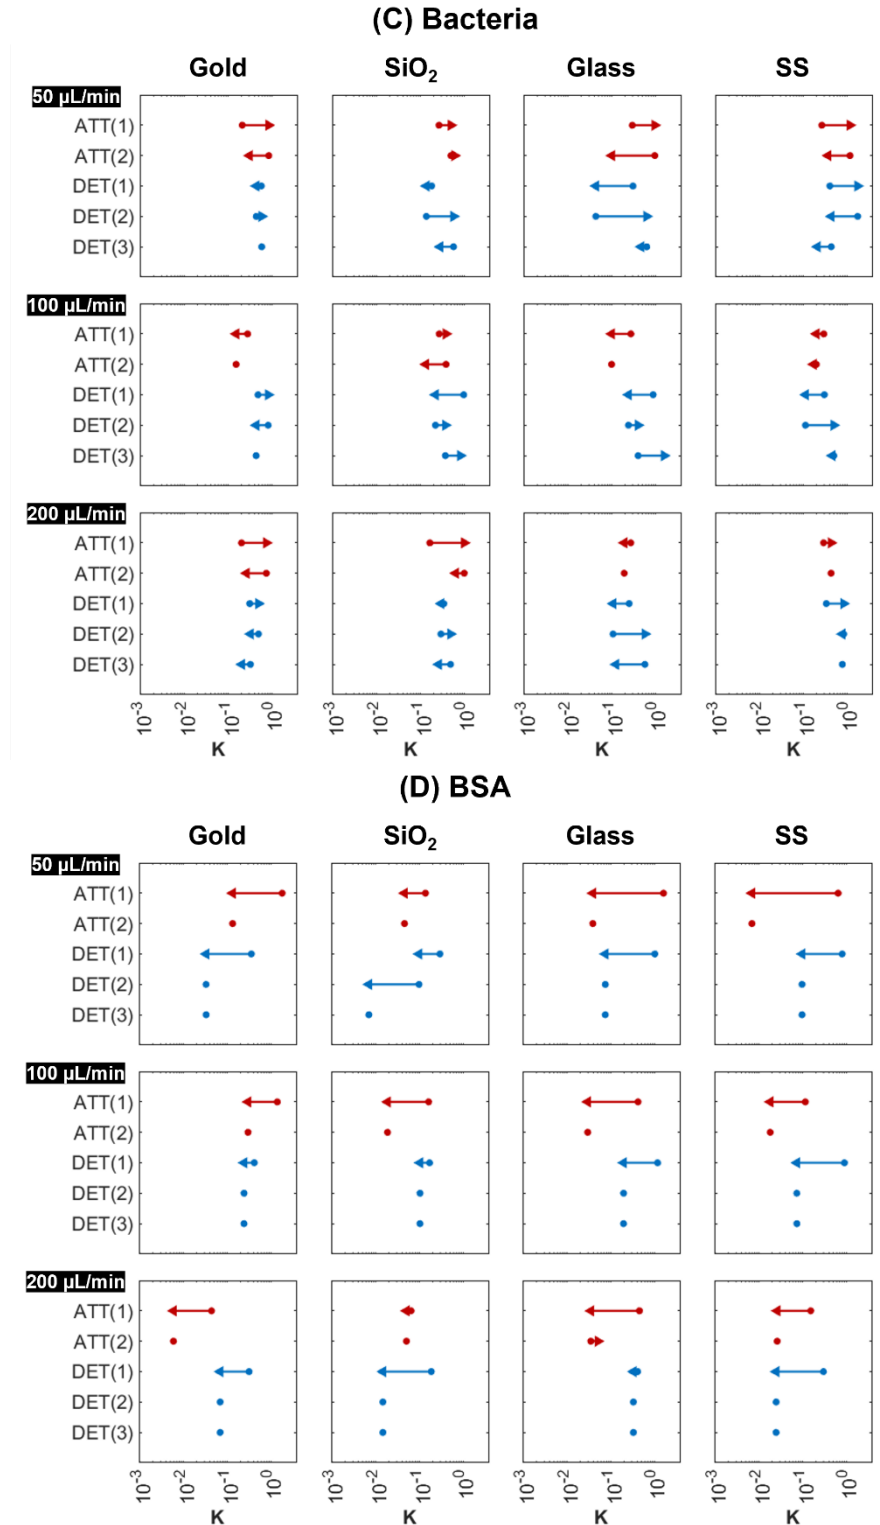 (C) Bacteria
Gold SiO₂ Glass SS
50 µL/min
ATT(1)
ATT(2)
DET(1)
DET(2)
DET(3)
100 µL/min
ATT(1)
ATT(2)
DET(1)
DET(2)
DET(3)
200 µL/min
ATT(1)
ATT(2)
DET(1)
DET(2)
DET(3)
10⁻³ 10⁻² 10⁻¹ 10⁰ 10⁻³ 10⁻² 10⁻¹ 10⁰ 10⁻³ 10⁻² 10⁻¹ 10⁰ 10⁻³ 10⁻² 10⁻¹ 10⁰
K K K K
(D) BSA
Gold SiO₂ Glass SS
50 µL/min
ATT(1)
ATT(2)
DET(1)
DET(2)
DET(3)
100 µL/min
ATT(1)
ATT(2)
DET(1)
DET(2)
DET(3)
200 µL/min
ATT(1)
ATT(2)
DET(1)
DET(2)
DET(3)
10⁻³ 10⁻² 10⁻¹ 10⁰ 10⁻³ 10⁻² 10⁻¹ 10⁰ 10⁻³ 10⁻² 10⁻¹ 10⁰ 10⁻³ 10⁻² 10⁻¹ 10⁰
K K K K